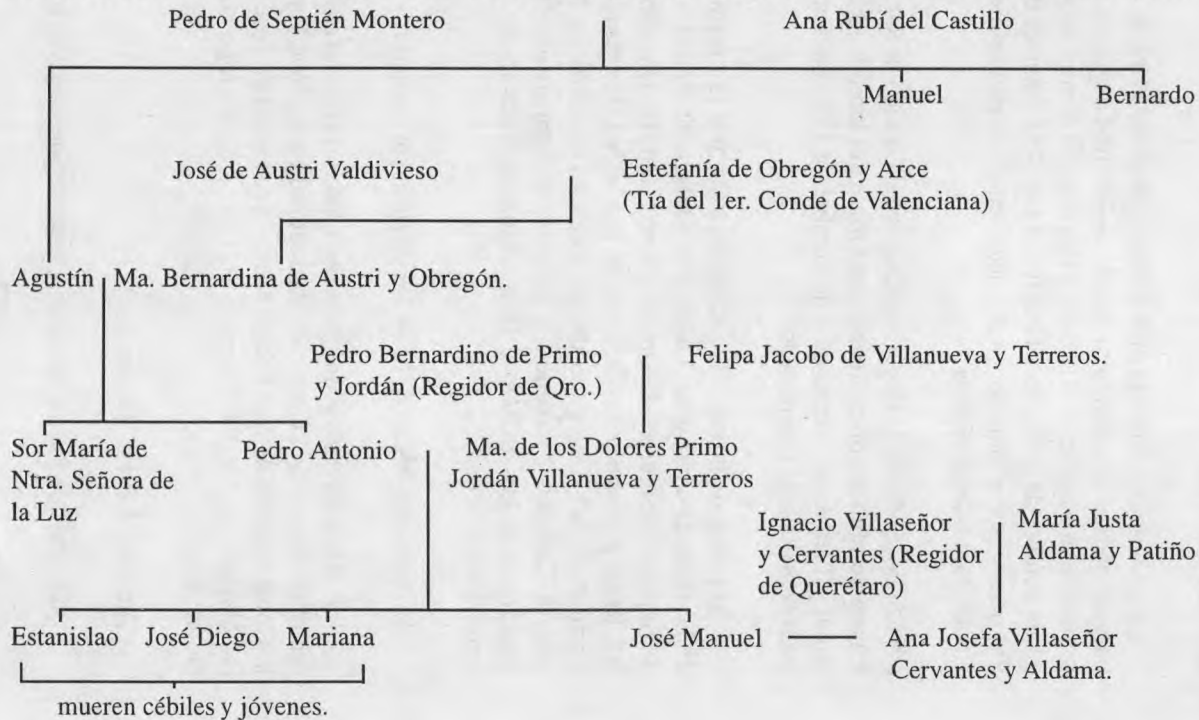 Pedro de Septién Montero
Ana Rubí del Castillo
Manuel
Bernardo
José de Austri Valdivieso
Estefanía de Obregón y Arce
(Tía del 1er. Conde de Valenciana)
Agustín
Ma. Bernardina de Austri y Obregón.
Pedro Bernardino de Primo
y Jordán (Regidor de Qro.)
Felipa Jacobo de Villanueva y Terreros.
Sor María de
Ntra. Señora de
la Luz
Pedro Antonio
Ma. de los Dolores Primo
Jordán Villanueva y Terreros
Ignacio Villaseñor
y Cervantes (Regidor
de Querétaro)
María Justa
Aldama y Patiño
Estanislao
José Diego
Mariana
José Manuel
Ana Josefa Villaseñor
Cervantes y Aldama.
mueren cébiles y jóvenes.